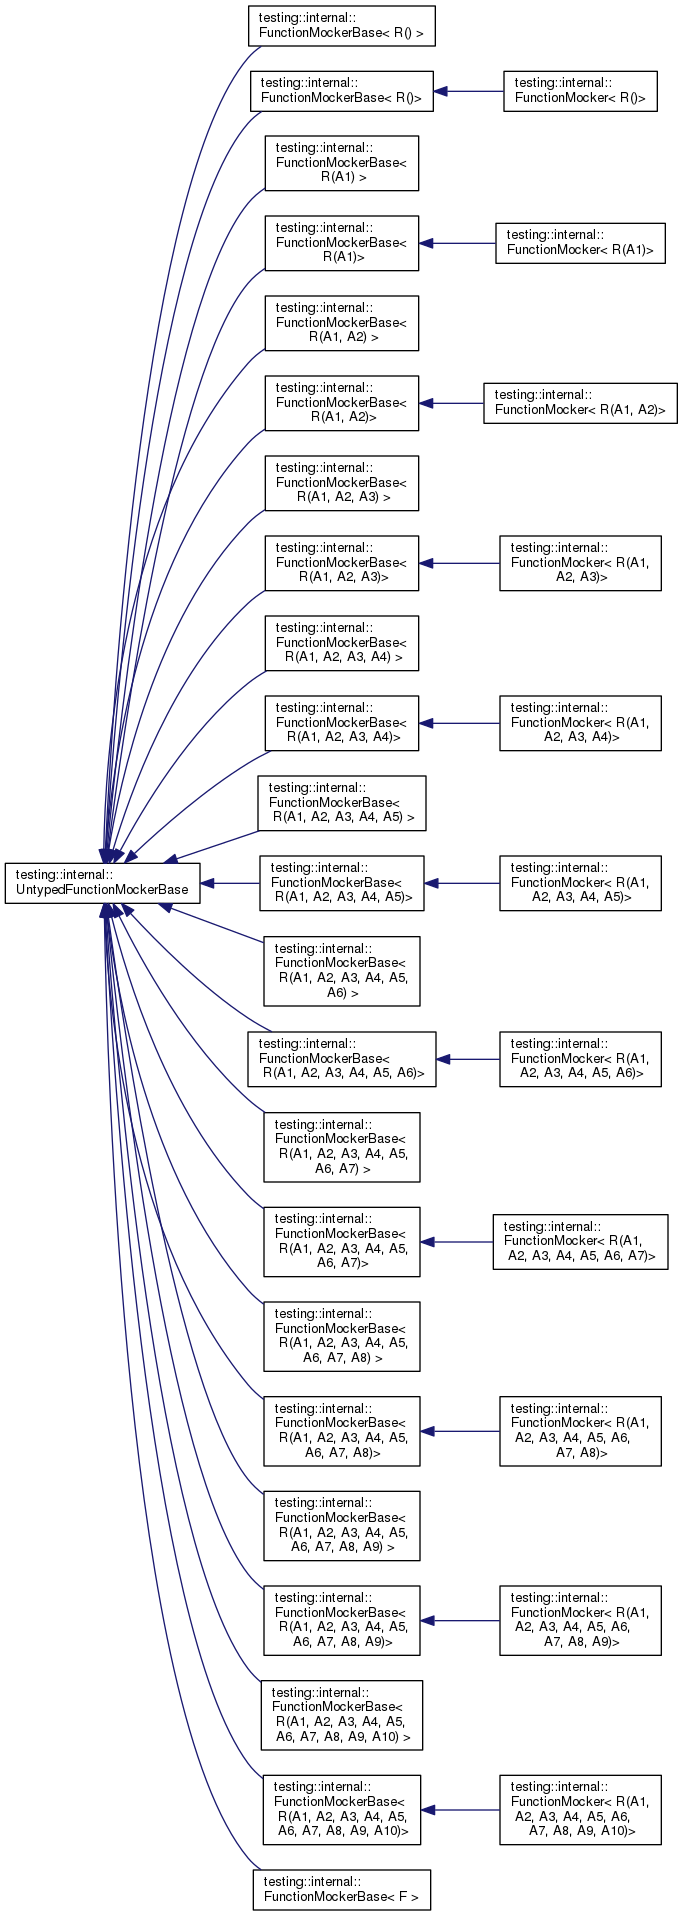 testing::internal::
FunctionMockerBase< R() >
testing::internal::
FunctionMockerBase< R()>
testing::internal::
FunctionMocker< R()>
testing::internal::
FunctionMockerBase<
R(A1) >
testing::internal::
FunctionMockerBase<
R(A1)>
testing::internal::
FunctionMocker< R(A1)>
testing::internal::
FunctionMockerBase<
R(A1, A2) >
testing::internal::
FunctionMockerBase<
R(A1, A2)>
testing::internal::
FunctionMocker< R(A1, A2)>
testing::internal::
FunctionMockerBase<
R(A1, A2, A3) >
testing::internal::
FunctionMockerBase<
R(A1, A2, A3)>
testing::internal::
FunctionMocker< R(A1,
A2, A3)>
testing::internal::
FunctionMockerBase<
R(A1, A2, A3, A4) >
testing::internal::
FunctionMockerBase<
R(A1, A2, A3, A4)>
testing::internal::
FunctionMocker< R(A1,
A2, A3, A4)>
testing::internal::
FunctionMockerBase<
R(A1, A2, A3, A4, A5) >
testing::internal::
UntypedFunctionMockerBase
testing::internal::
FunctionMockerBase<
R(A1, A2, A3, A4, A5)>
testing::internal::
FunctionMocker< R(A1,
A2, A3, A4, A5)>
testing::internal::
FunctionMockerBase<
R(A1, A2, A3, A4, A5,
A6) >
testing::internal::
FunctionMockerBase<
R(A1, A2, A3, A4, A5, A6)>
testing::internal::
FunctionMocker< R(A1,
A2, A3, A4, A5, A6)>
testing::internal::
FunctionMockerBase<
R(A1, A2, A3, A4, A5,
A6, A7) >
testing::internal::
FunctionMockerBase<
R(A1, A2, A3, A4, A5,
A6, A7)>
testing::internal::
FunctionMocker< R(A1,
A2, A3, A4, A5, A6, A7)>
testing::internal::
FunctionMockerBase<
R(A1, A2, A3, A4, A5,
A6, A7, A8) >
testing::internal::
FunctionMockerBase<
R(A1, A2, A3, A4, A5,
A6, A7, A8)>
testing::internal::
FunctionMocker< R(A1,
A2, A3, A4, A5, A6,
A7, A8)>
testing::internal::
FunctionMockerBase<
R(A1, A2, A3, A4, A5,
A6, A7, A8, A9) >
testing::internal::
FunctionMockerBase<
R(A1, A2, A3, A4, A5,
A6, A7, A8, A9)>
testing::internal::
FunctionMocker< R(A1,
A2, A3, A4, A5, A6,
A7, A8, A9)>
testing::internal::
FunctionMockerBase<
R(A1, A2, A3, A4, A5,
A6, A7, A8, A9, A10) >
testing::internal::
FunctionMockerBase<
R(A1, A2, A3, A4, A5,
A6, A7, A8, A9, A10)>
testing::internal::
FunctionMocker< R(A1,
A2, A3, A4, A5, A6,
A7, A8, A9, A10)>
testing::internal::
FunctionMockerBase< F >